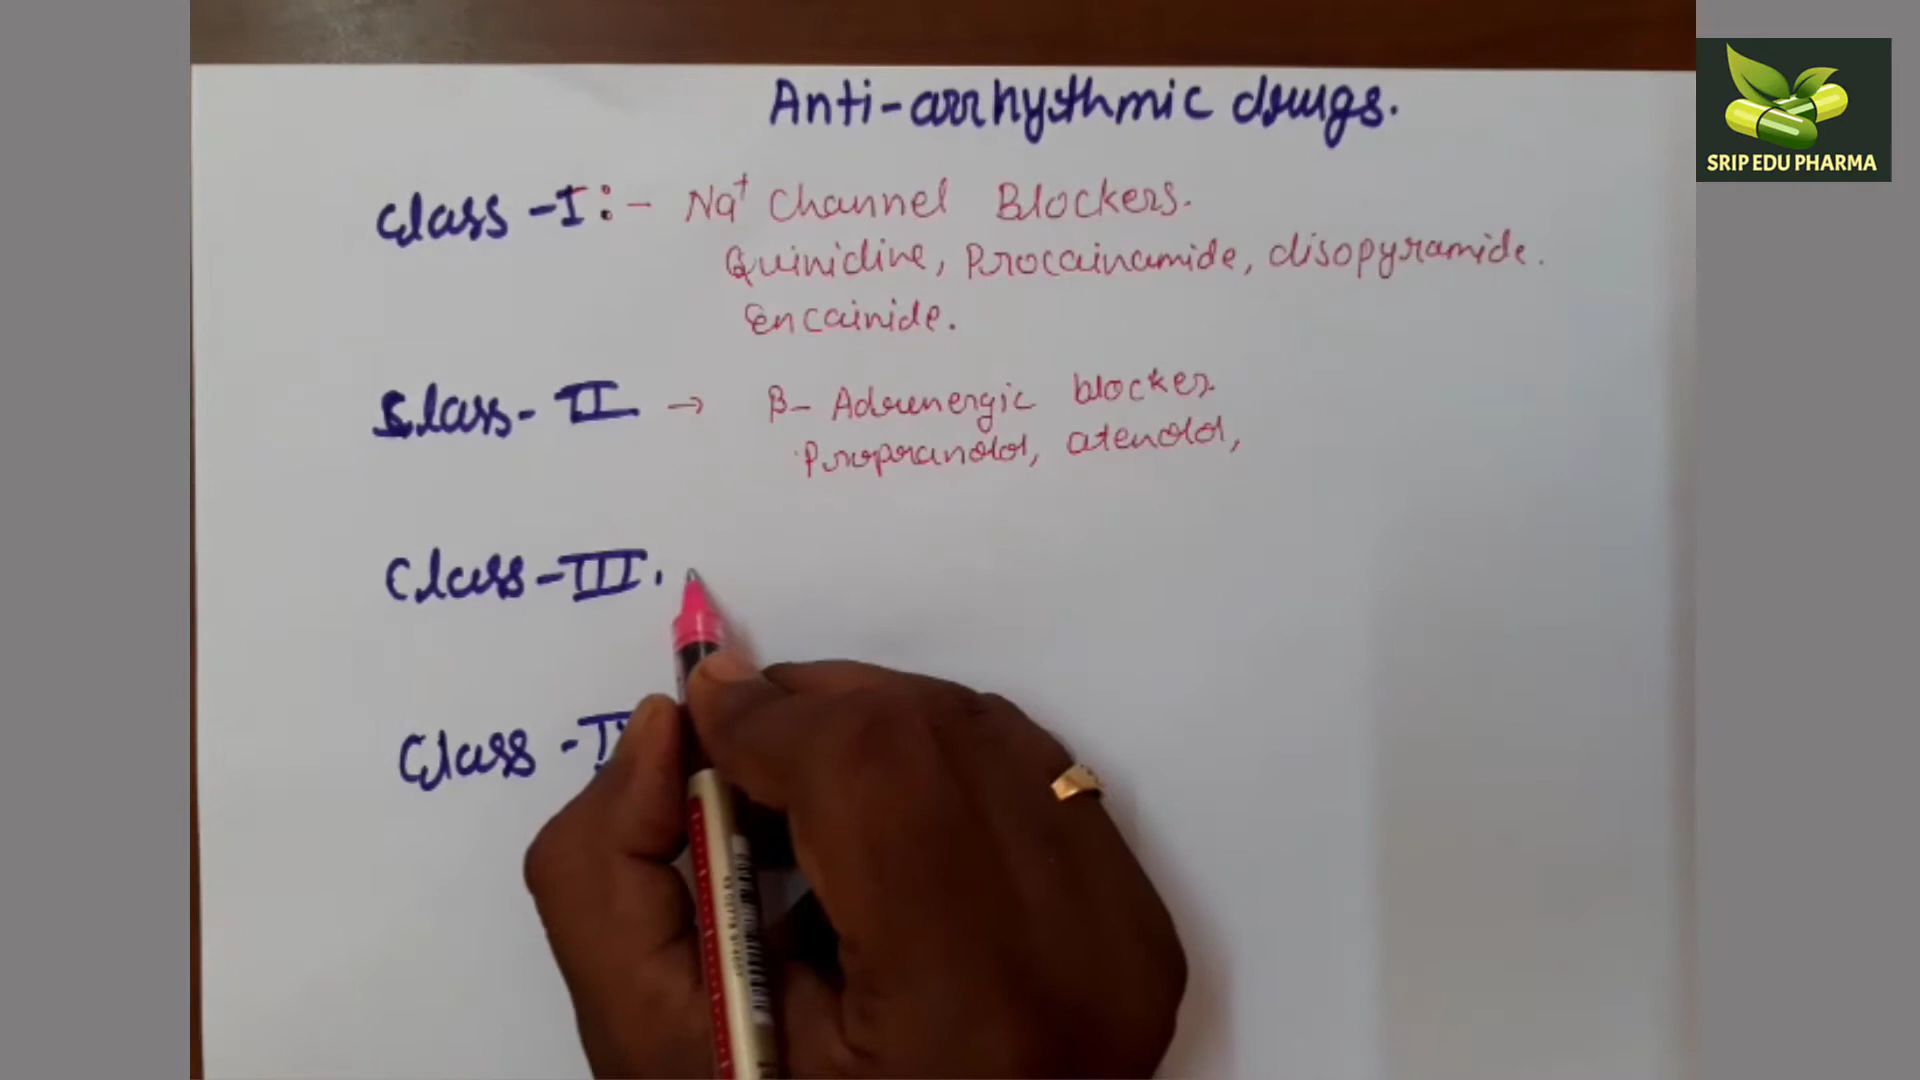 Anti-arrhythmic drugs.
SRIP EDU PHARMA
Class -I :- Na+ Channel Blockers.
Quinidine, Procainamide, disopyramide.
Encainide.
Class - II → β- Adrenergic blocker
Propranolol, atenolol,
Class -III.
Class -